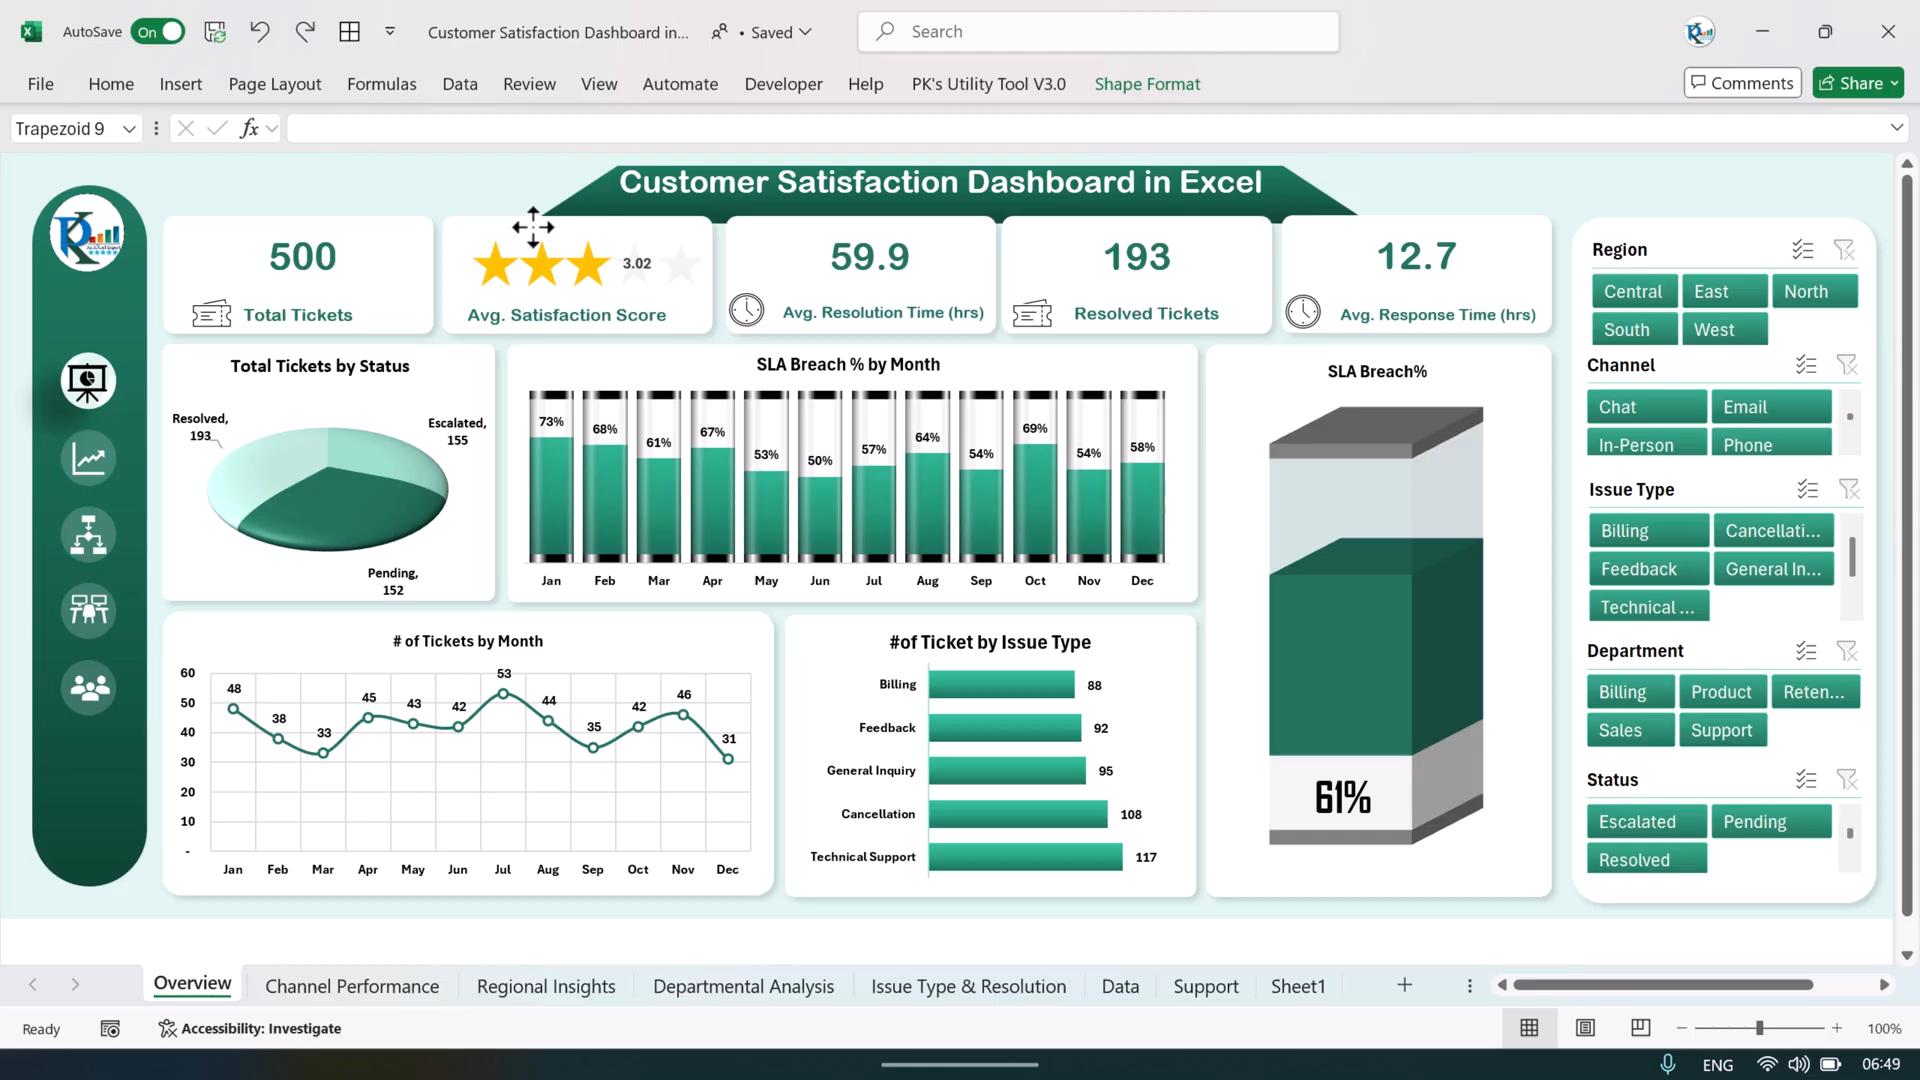 AutoSave On Customer Satisfaction Dashboard in... • Saved Search
File Home Insert Page Layout Formulas Data Review View Automate Developer Help PK's Utility Tool V3.0 Shape Format Comments Share
Trapezoid 9 fx
Customer Satisfaction Dashboard in Excel
500
Total Tickets
3.02
Avg. Satisfaction Score
59.9
Avg. Resolution Time (hrs)
193
Resolved Tickets
12.7
Avg. Response Time (hrs)
Total Tickets by Status
Resolved,
193
Escalated,
155
Pending,
152
SLA Breach % by Month
73% 68% 61% 67% 53% 50% 57% 64% 54% 69% 54% 58%
Jan Feb Mar Apr May Jun Jul Aug Sep Oct Nov Dec
SLA Breach%
61%
# of Tickets by Month
60
50
40
30
20
10
-
48 38 33 45 43 42 53 44 35 42 46 31
Jan Feb Mar Apr May Jun Jul Aug Sep Oct Nov Dec
#of Ticket by Issue Type
Billing 88
Feedback 92
General Inquiry 95
Cancellation 108
Technical Support 117
Region
Central East North
South West
Channel
Chat Email
In-Person Phone
Issue Type
Billing Cancellati...
Feedback General In...
Technical ...
Department
Billing Product Reten...
Sales Support
Status
Escalated Pending
Resolved
Overview Channel Performance Regional Insights Departmental Analysis Issue Type & Resolution Data Support Sheet1
Ready Accessibility: Investigate 100%
ENG 06:49